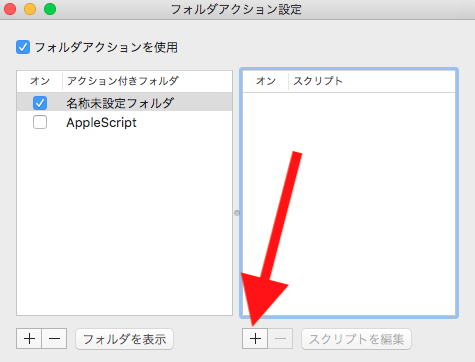 フォルダアクション設定
フォルダアクションを使用
オン アクション付きフォルダ
名称未設定フォルダ
AppleScript
オン スクリプト
+ − フォルダを表示
+ − スクリプトを編集